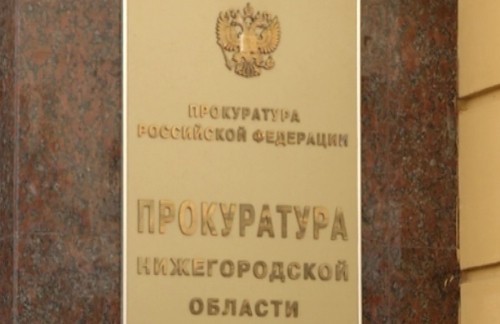 ПРОКУРАТУРА
РОССИЙСКОЙ ФЕДЕРАЦИИ
ПРОКУРАТУРА
НИЖЕГОРОДСКОЙ
ОБЛАСТИ